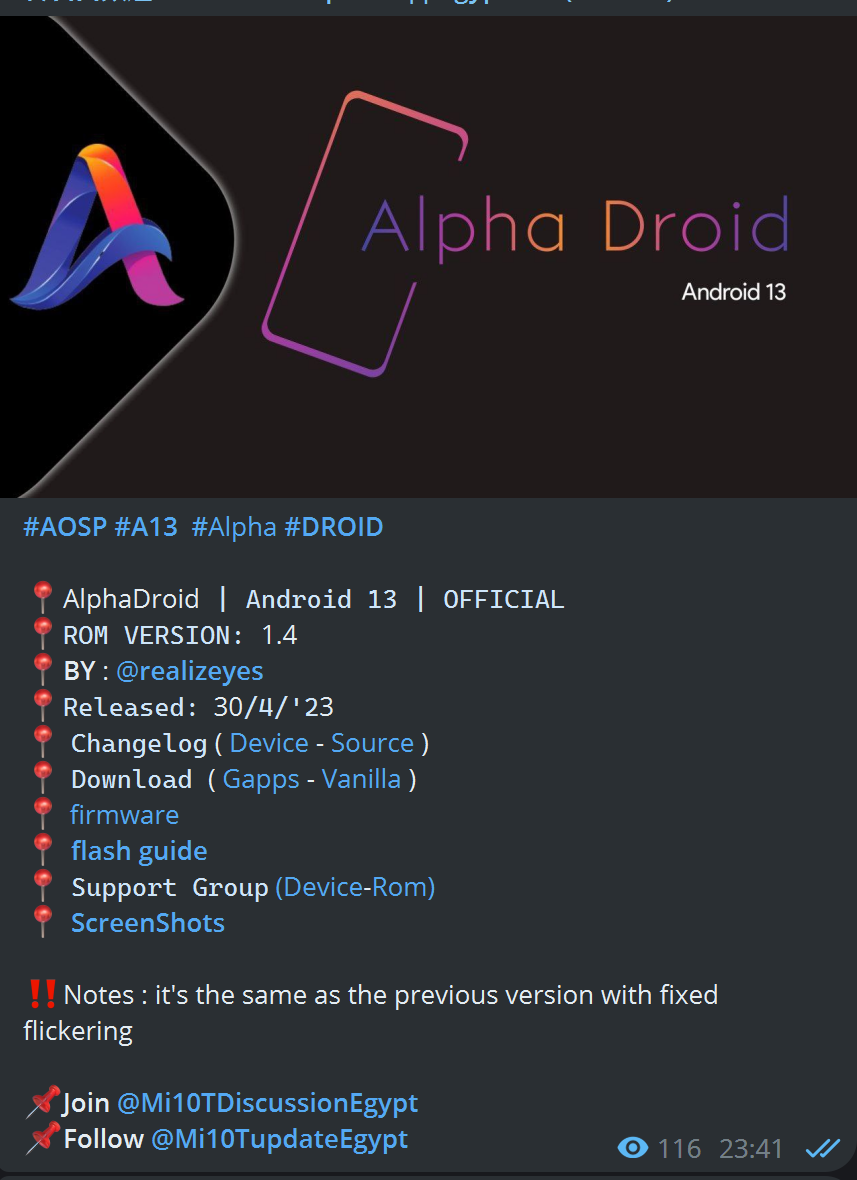 Alpha Droid
Android 13
#AOSP #A13 #Alpha #DROID
📍AlphaDroid | Android 13 | OFFICIAL
📍ROM VERSION: 1.4
📍BY : @realizeyes
📍Released: 30/4/'23
📍 Changelog ( Device - Source )
📍 Download ( Gapps - Vanilla )
📍 firmware
📍 flash guide
📍 Support Group (Device-Rom)
📍 ScreenShots
‼️Notes : it's the same as the previous version with fixed
flickering
📌Join @Mi10TDiscussionEgypt
📌Follow @Mi10TupdateEgypt
116 23:41